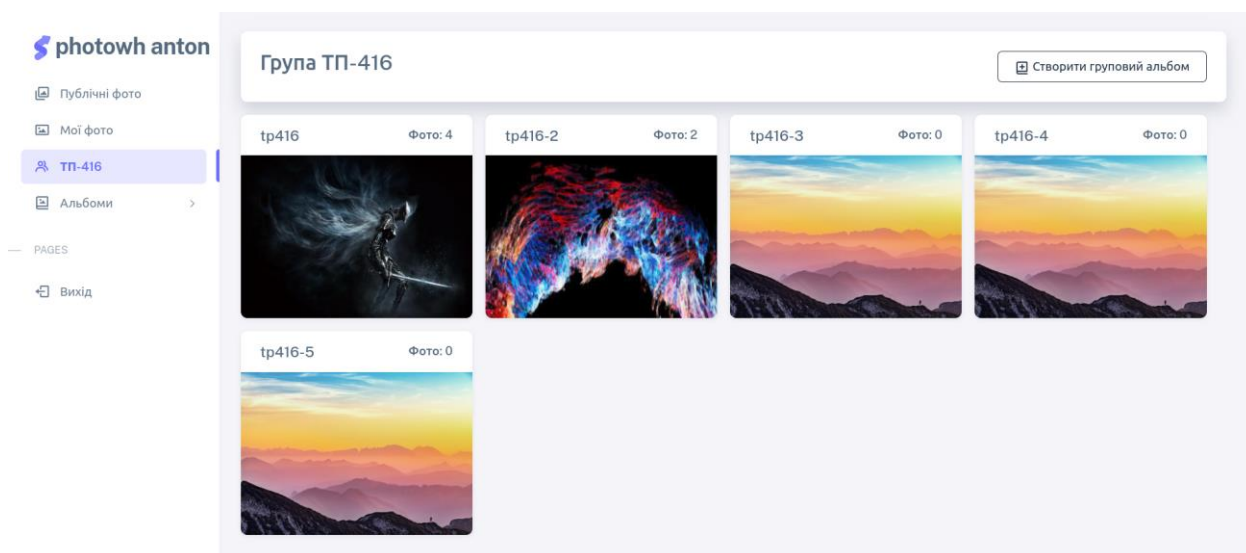 photowh anton
Публічні фото
Мої фото
ТП-416
Альбоми
PAGES
Вихід
Група ТП-416
Створити груповий альбом
tp416 Фото: 4
tp416-2 Фото: 2
tp416-3 Фото: 0
tp416-4 Фото: 0
tp416-5 Фото: 0